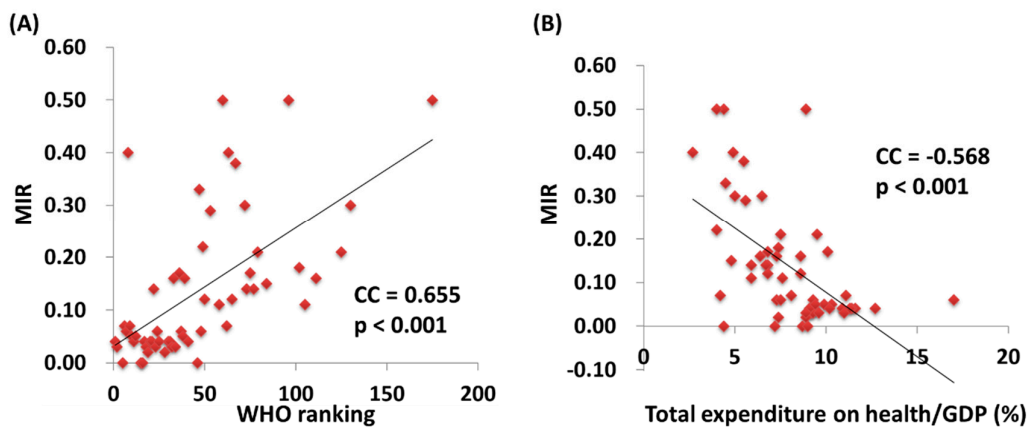 (A)
0.60
0.50
0.40
0.30
0.20
0.10
0.00
MIR
0
50
100
150
200
WHO ranking
CC = 0.655
p < 0.001
(B)
0.60
0.50
0.40
0.30
0.20
0.10
0.00
-0.10
MIR
0
5
10
15
20
Total expenditure on health/GDP (%)
CC = -0.568
p < 0.001